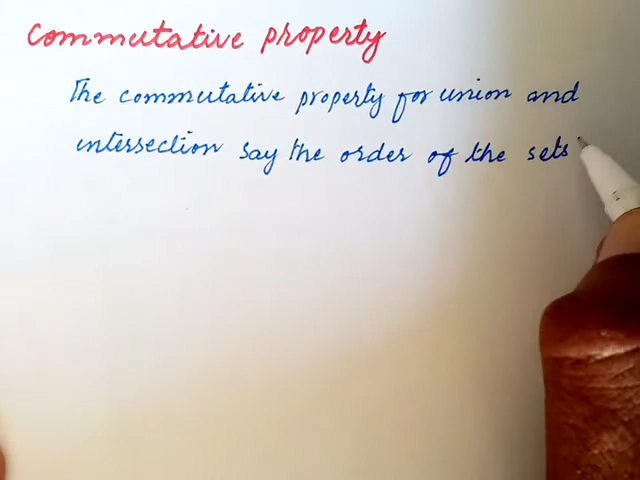 Commutative property
The commutative property for union and
intersection say the order of the sets